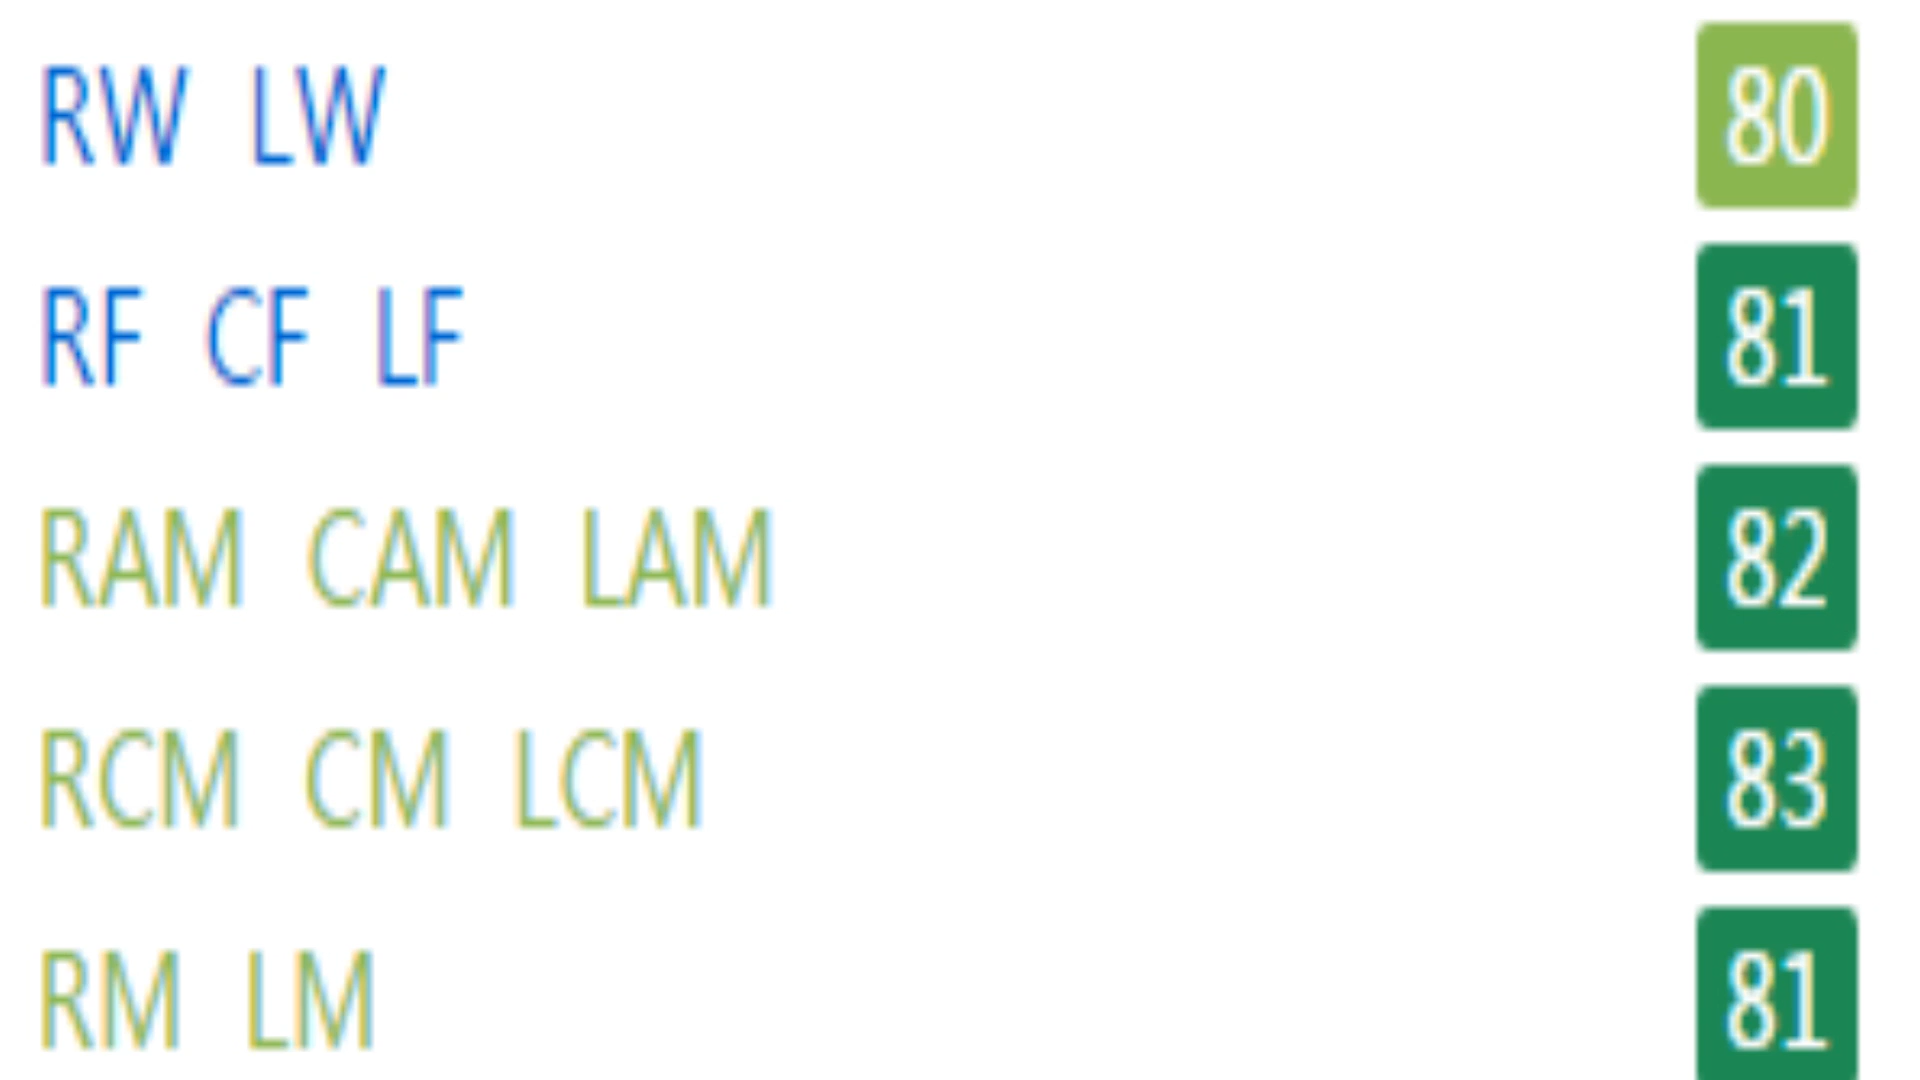 RW LW 80
RF CF LF 81
RAM CAM LAM 82
RCM CM LCM 83
RM LM 81